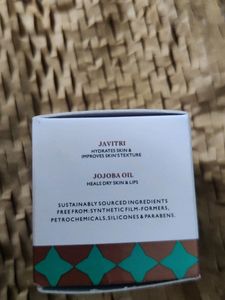 JAVITRI
HYDRATES SKIN &
IMPROVES SKIN'S TEXTURE
JOJOBA OIL
HEALS DRY SKIN & LIPS
SUSTAINABLY SOURCED INGREDIENTS
FREE FROM: SYNTHETIC FILM-FORMERS,
PETROCHEMICALS, SILICONES & PARABENS.